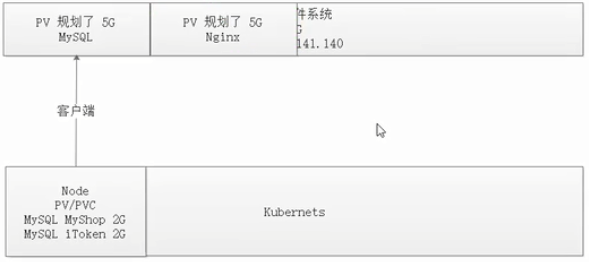 PV 规划了 5G
MySQL
PV 规划了 5G
Nginx
件系统
G
141.140
客户端
Node
PV/PVC
MySQL MyShop 2G
MySQL iToken 2G
Kubernets